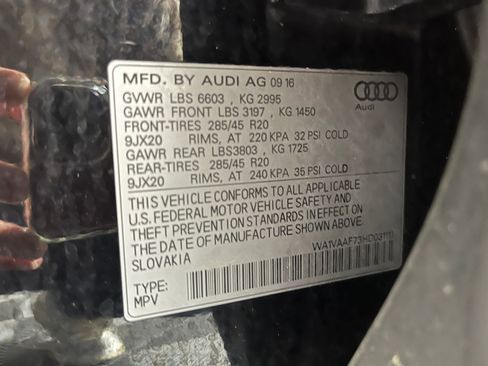 MFD. BY AUDI AG 09 16
GVWR LBS 6603 , KG 2995
GAWR FRONT LBS 3197 , KG 1450
FRONT-TIRES 285/45 R20
9JX20 RIMS, AT 220 KPA 32 PSI COLD
GAWR REAR LBS3803 , KG 1725
REAR-TIRES 285/45 R20
9JX20 RIMS, AT 240 KPA 35 PSI COLD
Audi
THIS VEHICLE CONFORMS TO ALL APPLICABLE
U.S. FEDERAL MOTOR VEHICLE SAFETY AND
THEFT PREVENTION STANDARDS IN EFFECT ON
THE DATE OF MANUFACTURE SHOWN ABOVE.
SLOVAKIA
TYPE:
MPV